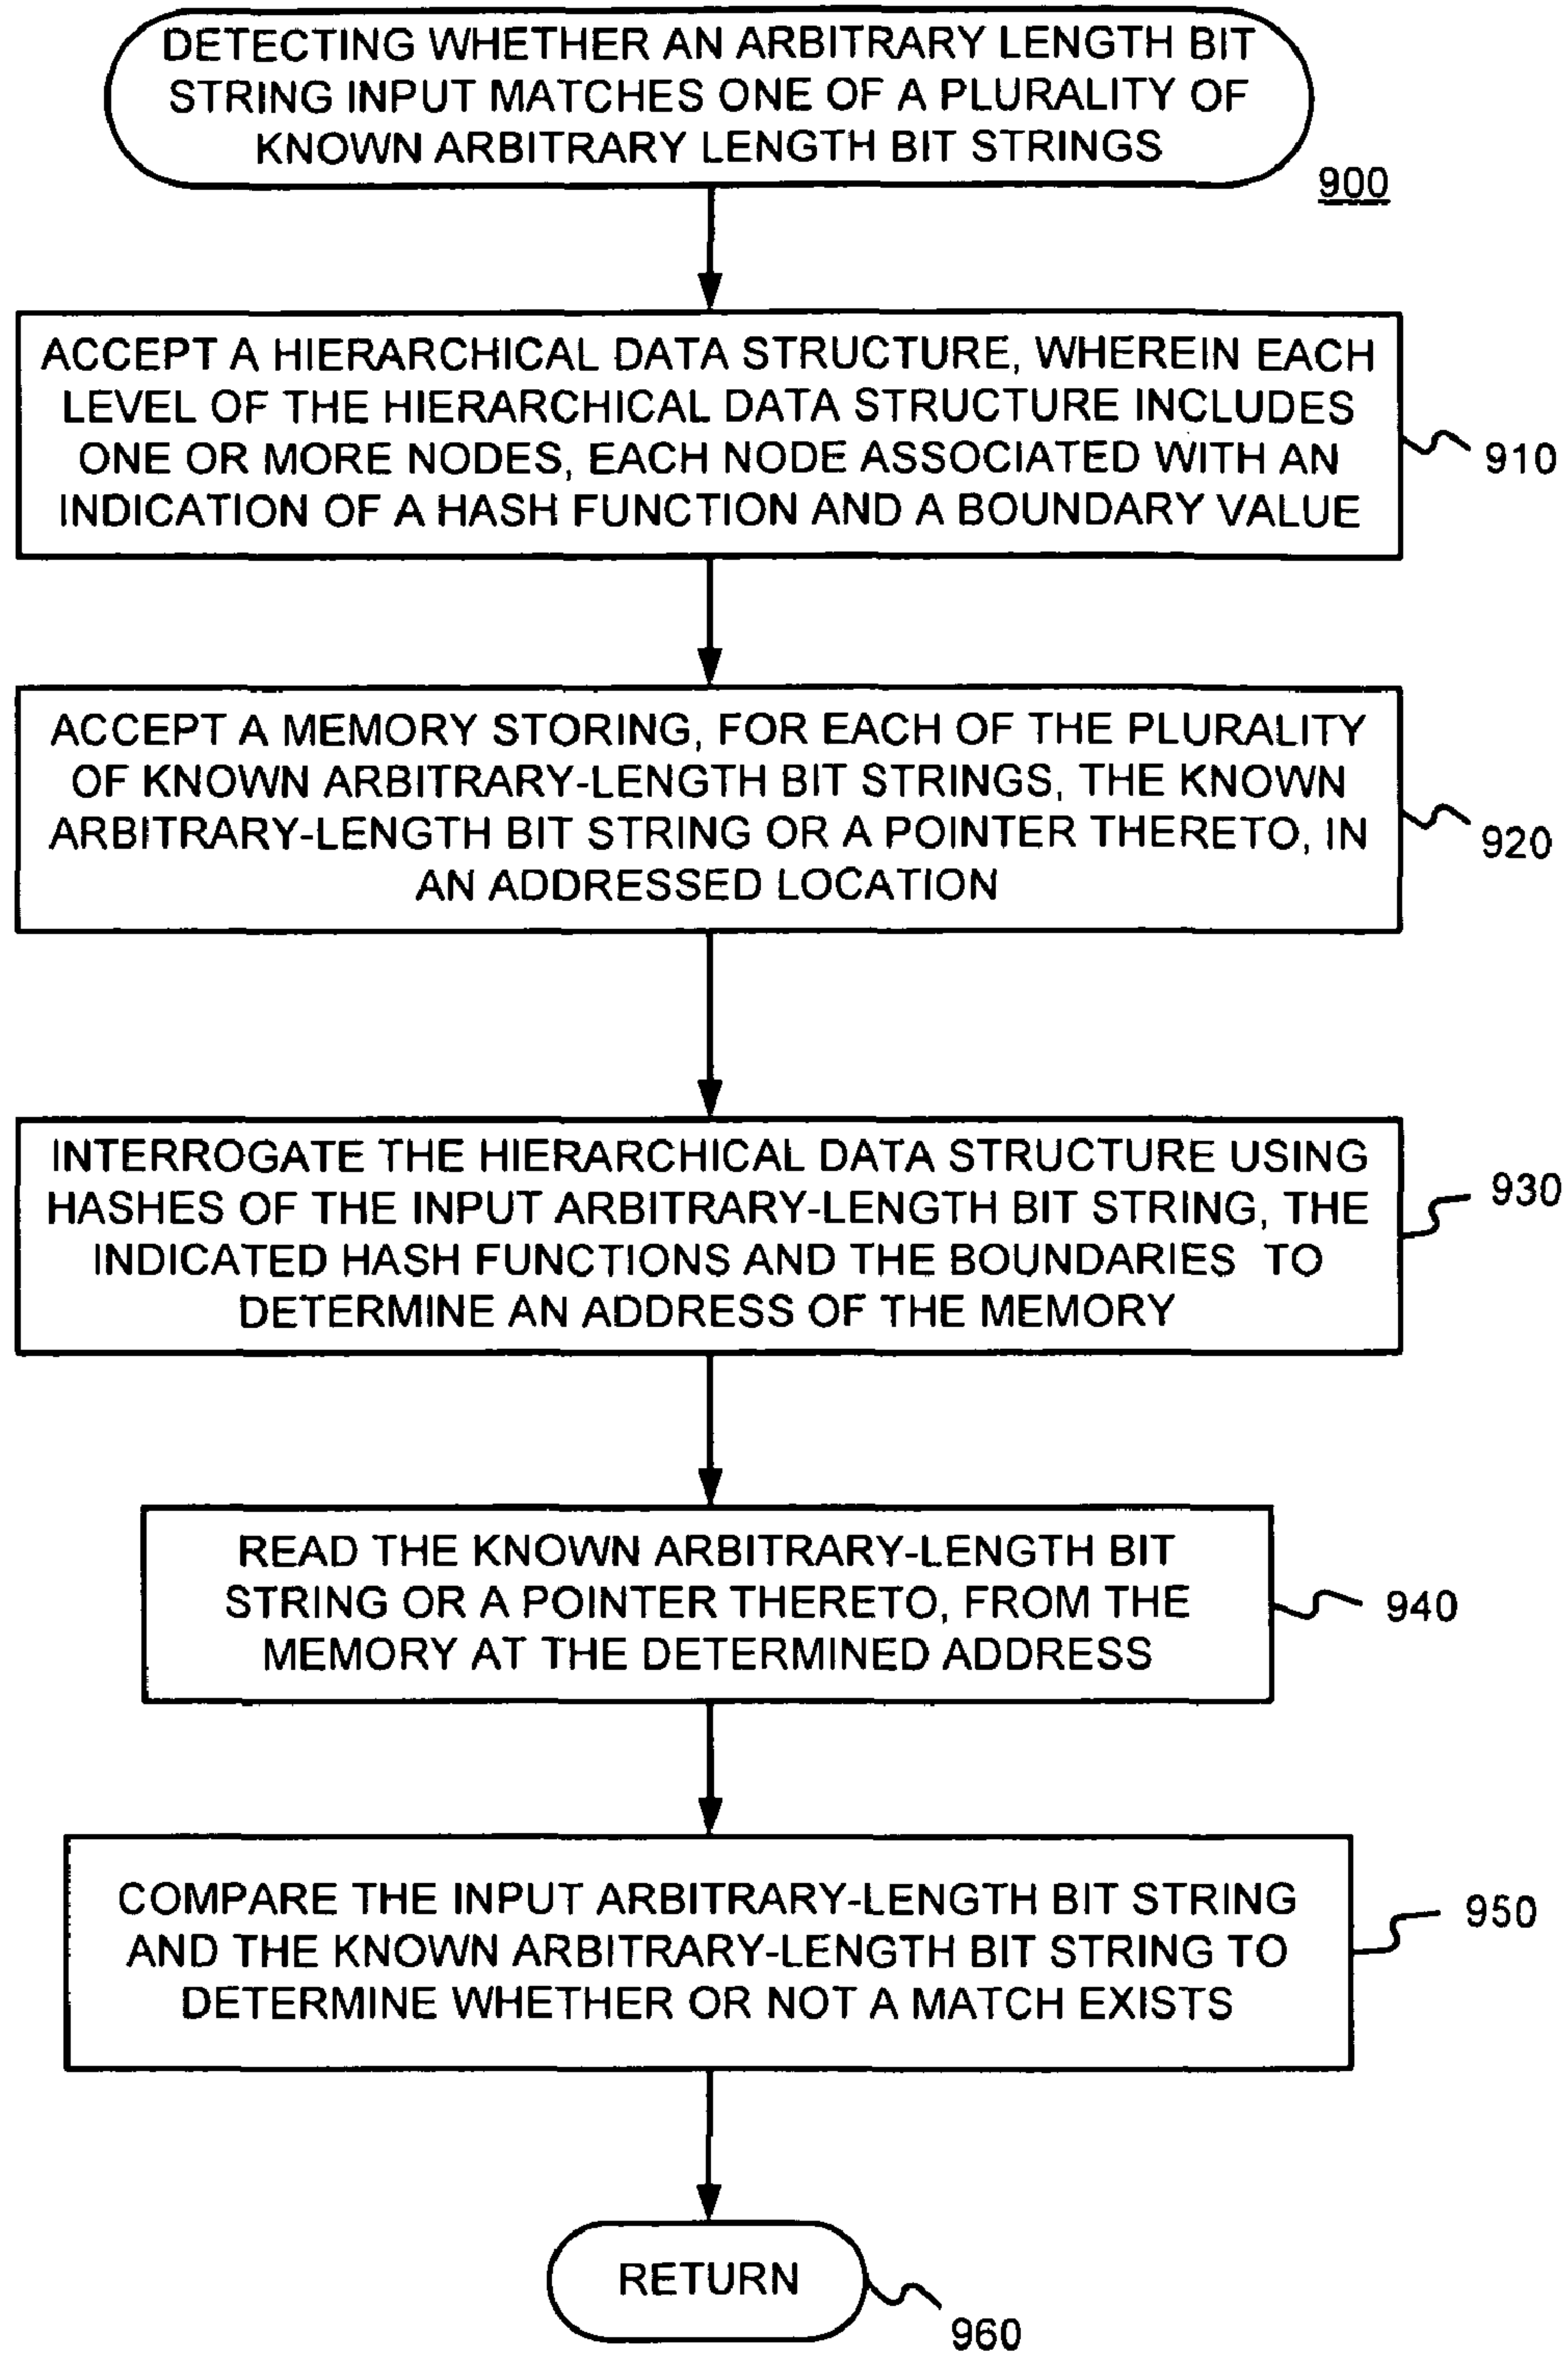 DETECTING WHETHER AN ARBITRARY LENGTH BIT
STRING INPUT MATCHES ONE OF A PLURALITY OF
KNOWN ARBITRARY LENGTH BIT STRINGS
900
ACCEPT A HIERARCHICAL DATA STRUCTURE, WHEREIN EACH
LEVEL OF THE HIERARCHICAL DATA STRUCTURE INCLUDES
ONE OR MORE NODES, EACH NODE ASSOCIATED WITH AN
INDICATION OF A HASH FUNCTION AND A BOUNDARY VALUE
910
ACCEPT A MEMORY STORING, FOR EACH OF THE PLURALITY
OF KNOWN ARBITRARY-LENGTH BIT STRINGS, THE KNOWN
ARBITRARY-LENGTH BIT STRING OR A POINTER THERETO, IN
AN ADDRESSED LOCATION
920
INTERROGATE THE HIERARCHICAL DATA STRUCTURE USING
HASHES OF THE INPUT ARBITRARY-LENGTH BIT STRING, THE
INDICATED HASH FUNCTIONS AND THE BOUNDARIES TO
DETERMINE AN ADDRESS OF THE MEMORY
930
READ THE KNOWN ARBITRARY-LENGTH BIT
STRING OR A POINTER THERETO, FROM THE
MEMORY AT THE DETERMINED ADDRESS
940
COMPARE THE INPUT ARBITRARY-LENGTH BIT STRING
AND THE KNOWN ARBITRARY-LENGTH BIT STRING TO
DETERMINE WHETHER OR NOT A MATCH EXISTS
950
RETURN
960